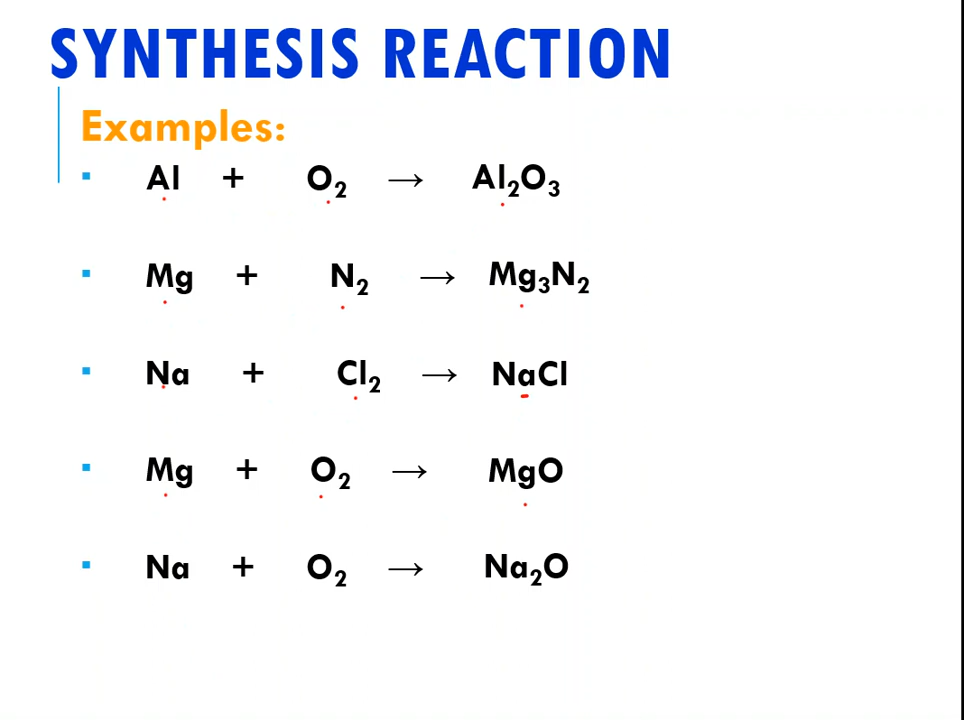 SYNTHESIS REACTION
Examples:
▪ Al + O₂ → Al₂O₃
▪ Mg + N₂ → Mg₃N₂
▪ Na + Cl₂ → NaCl
▪ Mg + O₂ → MgO
▪ Na + O₂ → Na₂O